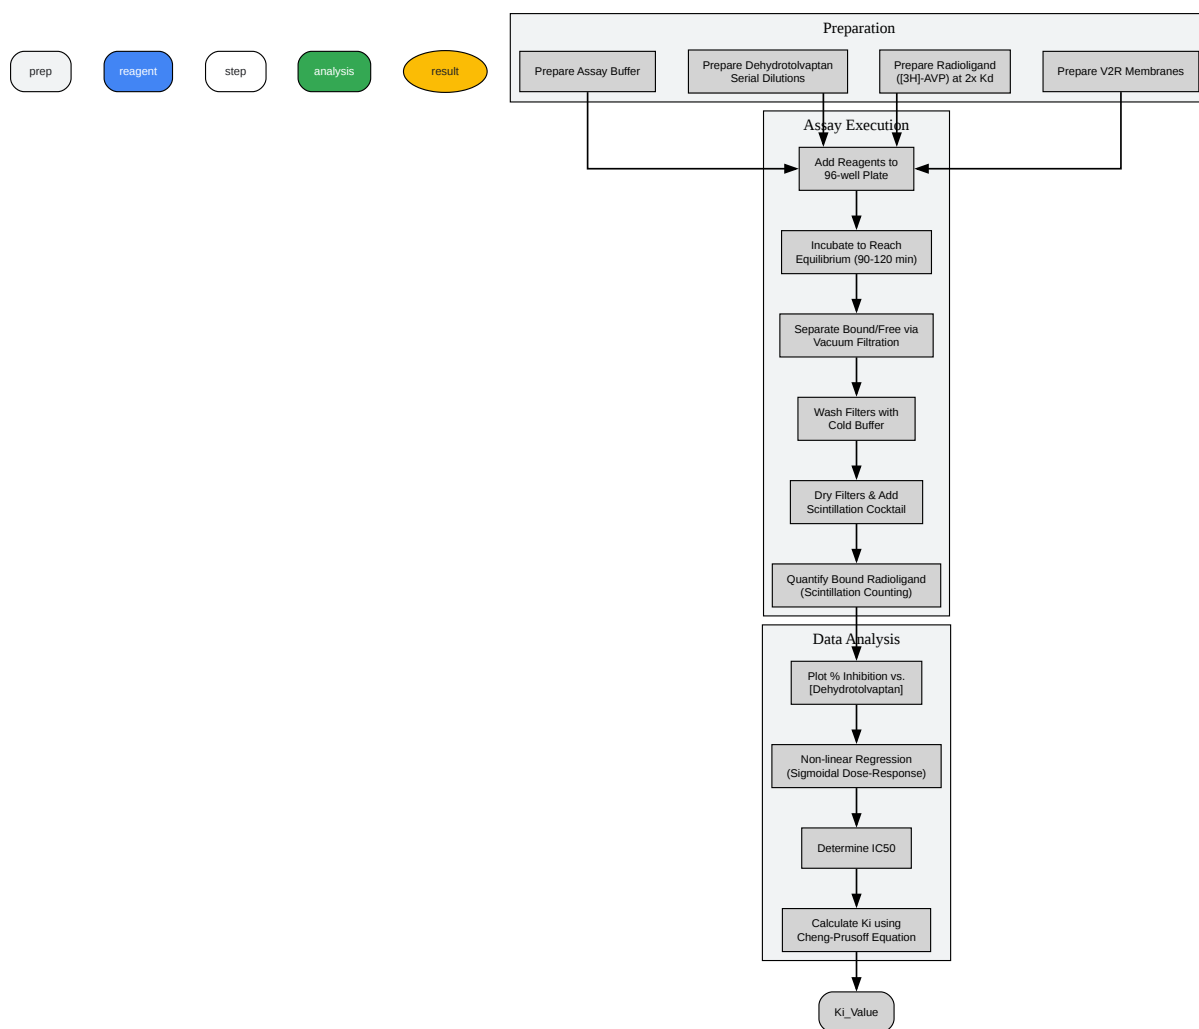 prep
reagent
step
analysis
result
Preparation
Prepare Assay Buffer
Prepare Dehydrotolvaptan
Serial Dilutions
Prepare Radioligand
([3H]-AVP) at 2x Kd
Prepare V2R Membranes
Assay Execution
Add Reagents to
96-well Plate
Incubate to Reach
Equilibrium (90-120 min)
Separate Bound/Free via
Vacuum Filtration
Wash Filters with
Cold Buffer
Dry Filters & Add
Scintillation Cocktail
Quantify Bound Radioligand
(Scintillation Counting)
Data Analysis
Plot % Inhibition vs.
[Dehydrotolvaptan]
Non-linear Regression
(Sigmoidal Dose-Response)
Determine IC50
Calculate Ki using
Cheng-Prusoff Equation
Ki_Value